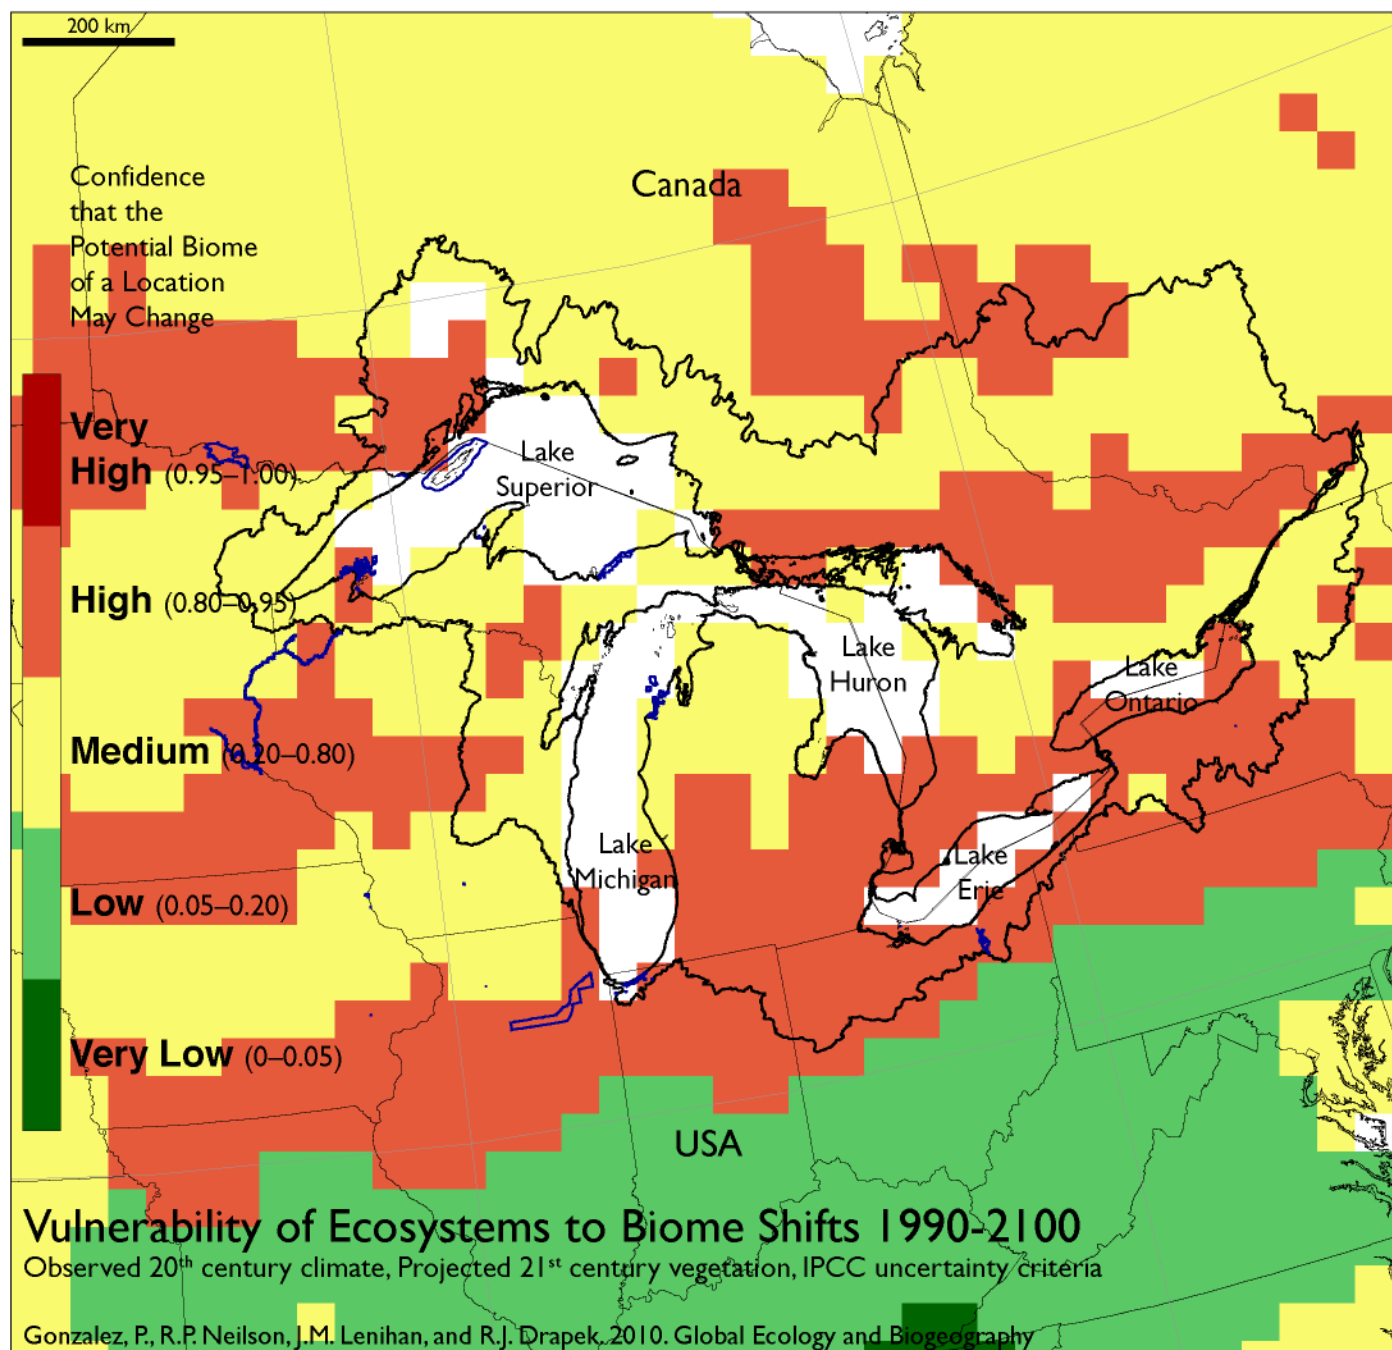 200 km
Canada
Confidence
that the
Potential Biome
of a Location
May Change
Very
High (0.95–1.00)
High (0.80–0.95)
Medium (0.20–0.80)
Low (0.05–0.20)
Very Low (0–0.05)
Lake
Superior
Lake
Huron
Lake
Ontario
Lake
Michigan
Lake
Erie
USA
Vulnerability of Ecosystems to Biome Shifts 1990-2100
Observed 20th century climate, Projected 21st century vegetation, IPCC uncertainty criteria
Gonzalez, P., R.P. Neilson, J.M. Lenihan, and R.J. Drapek. 2010. Global Ecology and Biogeography